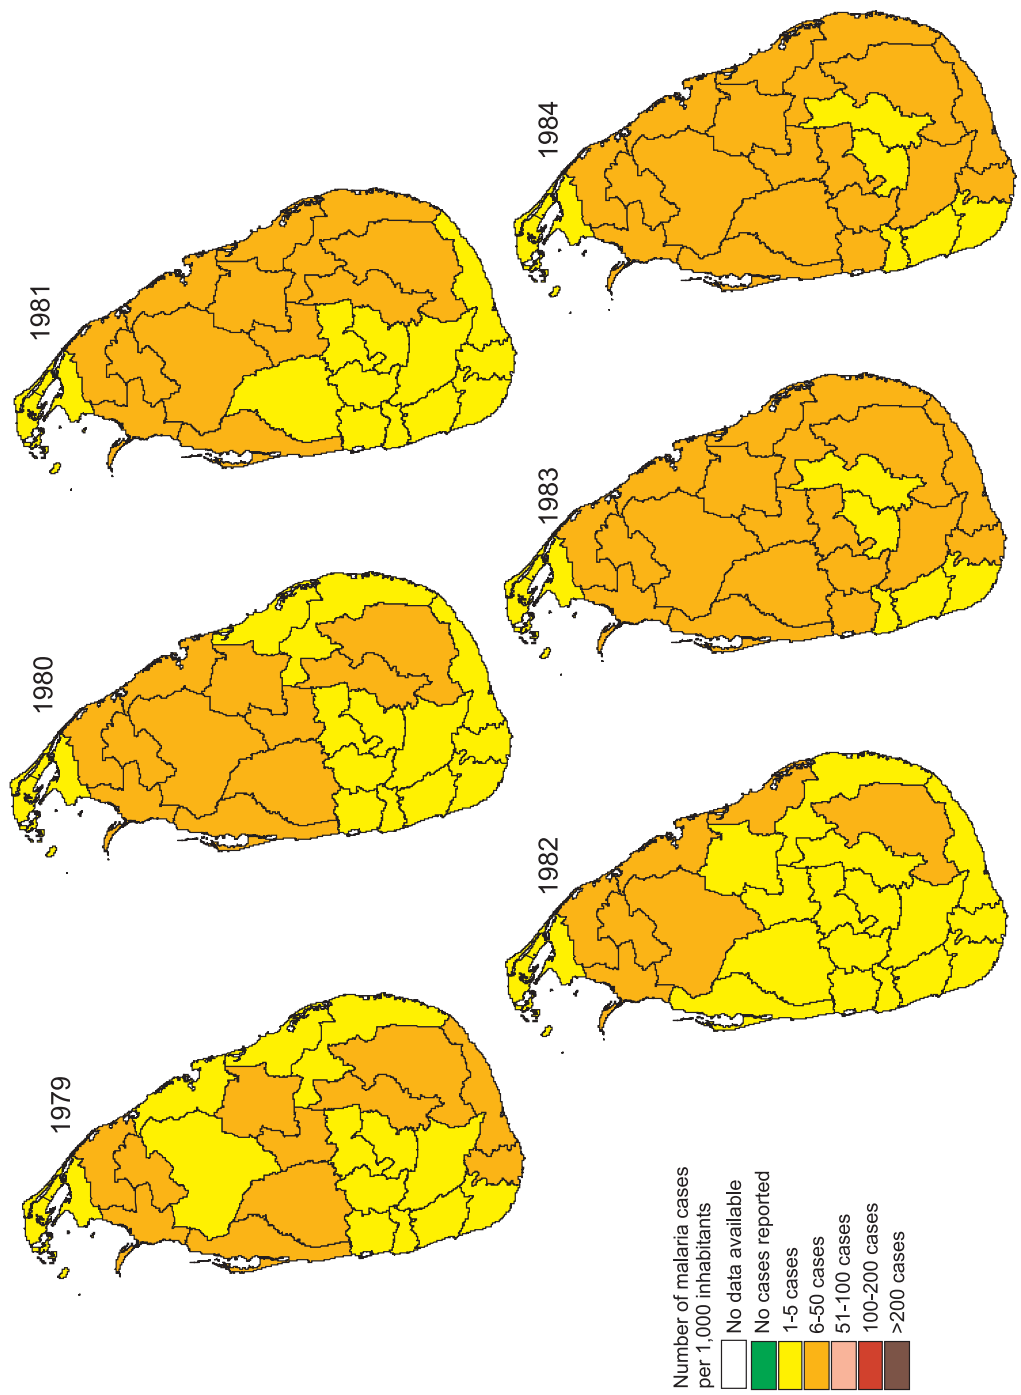 1979
1980
1981
1982
1983
1984
Number of malaria cases
per 1,000 inhabitants
No data available
No cases reported
1-5 cases
6-50 cases
51-100 cases
100-200 cases
>200 cases